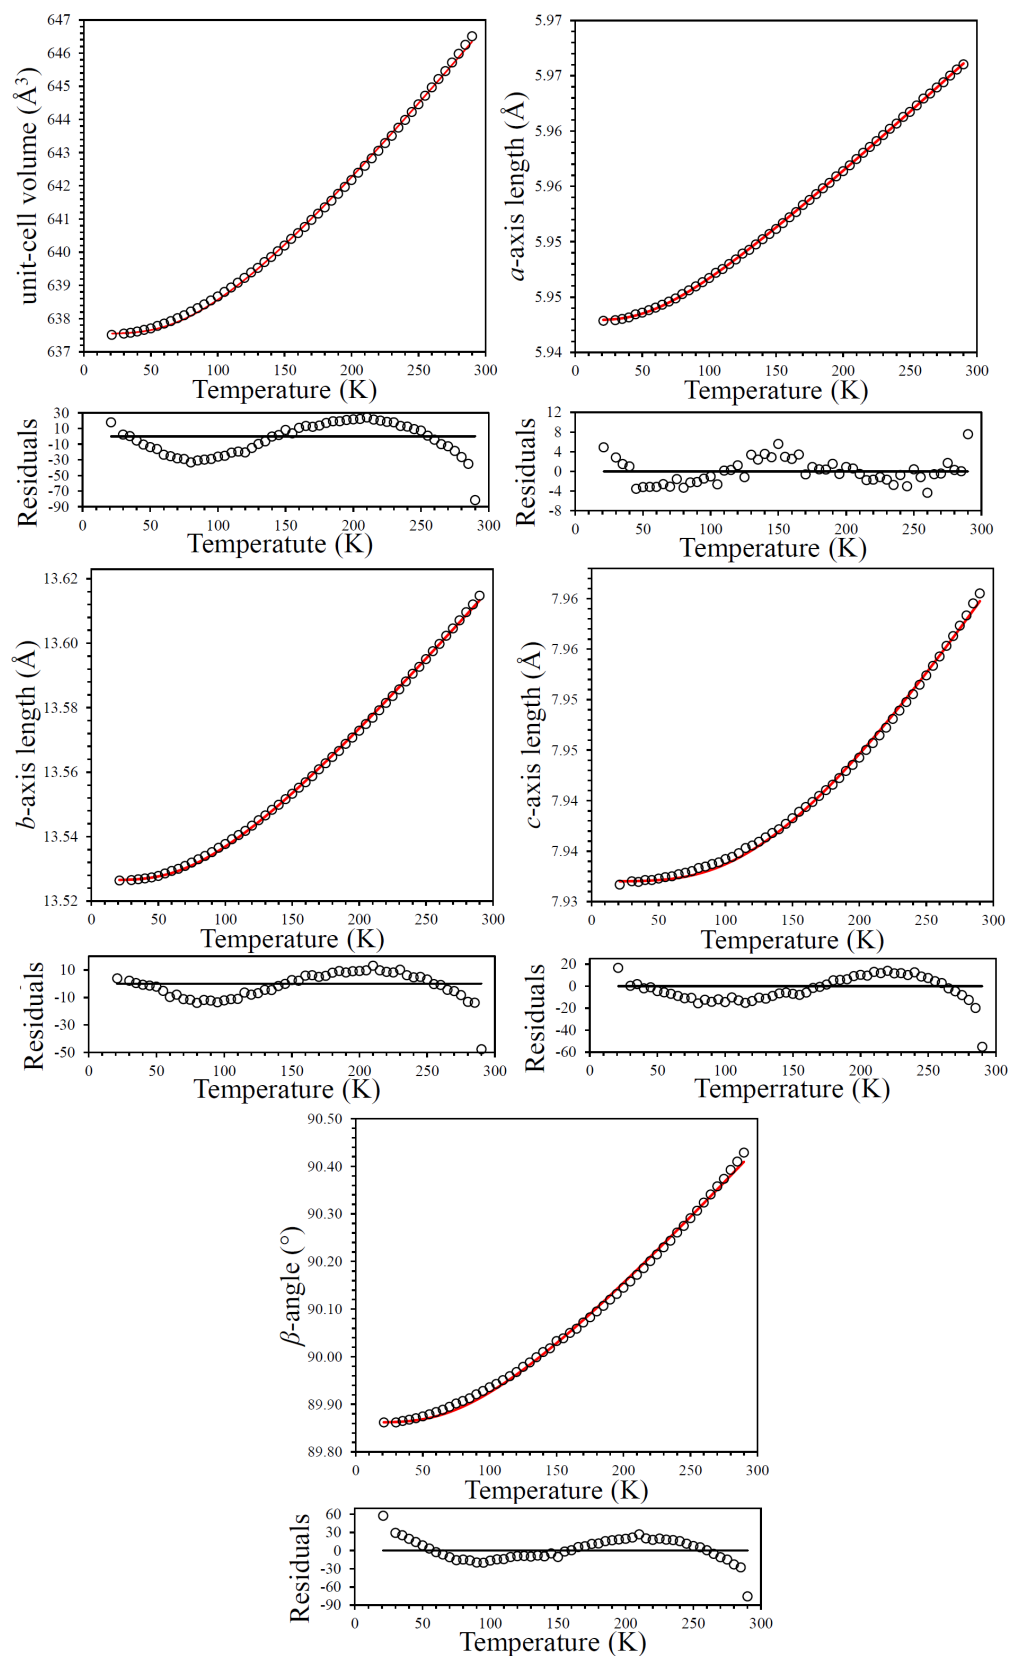 unit-cell volume (Å³)
647
646
645
644
643
642
641
640
639
638
637
0 50 100 150 200 250 300
Temperature (K)
a-axis length (Å)
5.97
5.97
5.96
5.96
5.95
5.95
5.94
0 50 100 150 200 250 300
Temperature (K)
Residuals
30
10
-10
-30
-50
-70
-90
0 50 100 150 200 250 300
Temperatute (K)
Residuals
12
8
4
0
-4
-8
0 50 100 150 200 250 300
Temperature (K)
b-axis length (Å)
13.62
13.60
13.58
13.56
13.54
13.52
0 50 100 150 200 250 300
Temperature (K)
c-axis length (Å)
7.96
7.96
7.95
7.95
7.94
7.94
7.93
0 50 100 150 200 250 300
Temperature (K)
Residuals
10
-10
-30
-50
0 50 100 150 200 250 300
Temperature (K)
Residuals
20
0
-20
-40
-60
0 50 100 150 200 250 300
Temperrature (K)
β-angle (°)
90.50
90.40
90.30
90.20
90.10
90.00
89.90
89.80
0 50 100 150 200 250 300
Temperature (K)
Residuals
60
30
0
-30
-60
-90
0 50 100 150 200 250 300
Temperature (K)